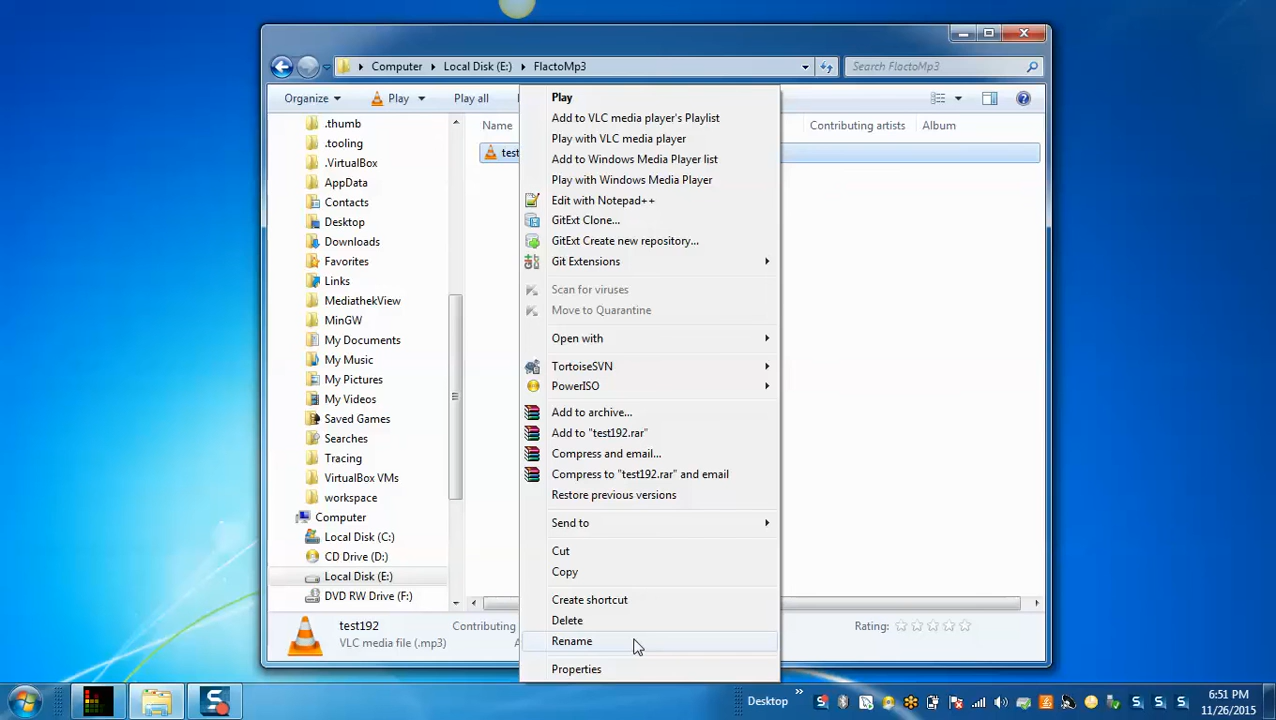 Computer ▸ Local Disk (E:) ▸ FlactoMp3
Search FlactoMp3
Organize
Play
Play all
Name
Contributing artists
Album
test
.thumb
.tooling
.VirtualBox
AppData
Contacts
Desktop
Downloads
Favorites
Links
MediathekView
MinGW
My Documents
My Music
My Pictures
My Videos
Saved Games
Searches
Tracing
VirtualBox VMs
workspace
Computer
Local Disk (C:)
CD Drive (D:)
Local Disk (E:)
DVD RW Drive (F:)
Play
Add to VLC media player's Playlist
Play with VLC media player
Add to Windows Media Player list
Play with Windows Media Player
Edit with Notepad++
GitExt Clone...
GitExt Create new repository...
Git Extensions
Scan for viruses
Move to Quarantine
Open with
TortoiseSVN
PowerISO
Add to archive...
Add to "test192.rar"
Compress and email...
Compress to "test192.rar" and email
Restore previous versions
Send to
Cut
Copy
Create shortcut
Delete
Rename
Properties
test192
Contributing
Rating:
VLC media file (.mp3)
Desktop
6:51 PM
11/26/2015